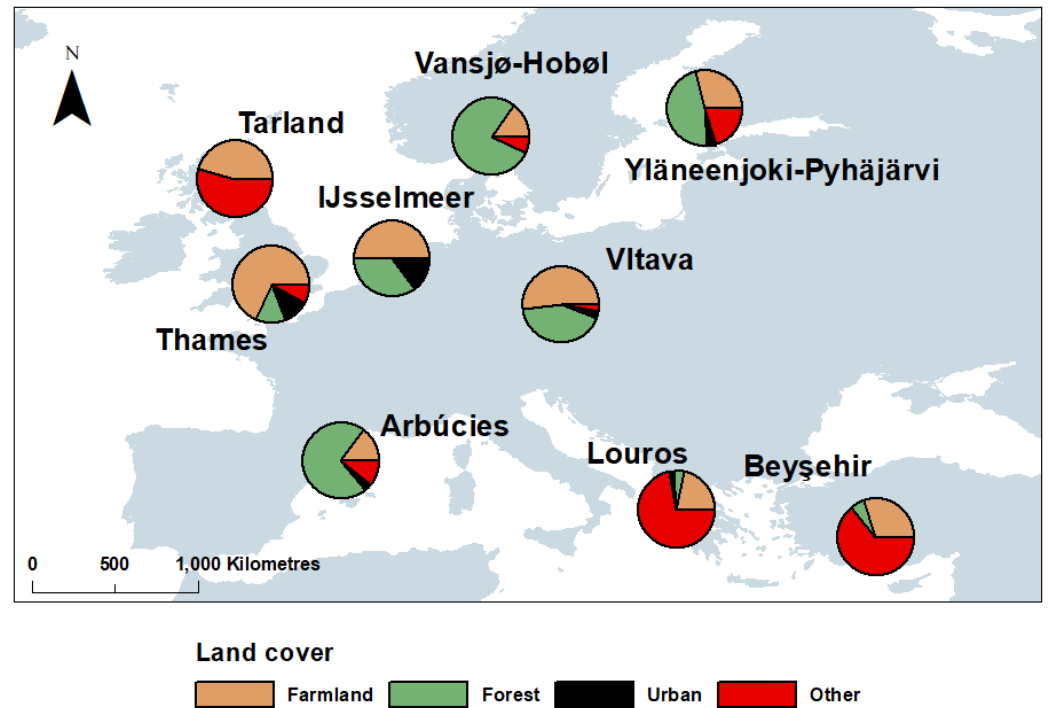 N
Vansjø-Hobøl
Tarland
Yläneenjoki-Pyhäjärvi
IJsselmeer
Vltava
Thames
Arbúcies
Louros
Beyşehir
0 500 1,000 Kilometres
Land cover
Farmland Forest Urban Other